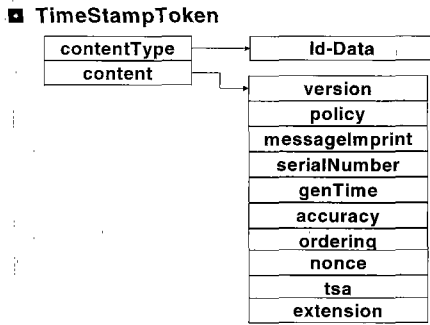 TimeStampToken
contentType
Id-Data
content
version
policy
messageImprint
serialNumber
genTime
accuracy
ordering
nonce
tsa
extension